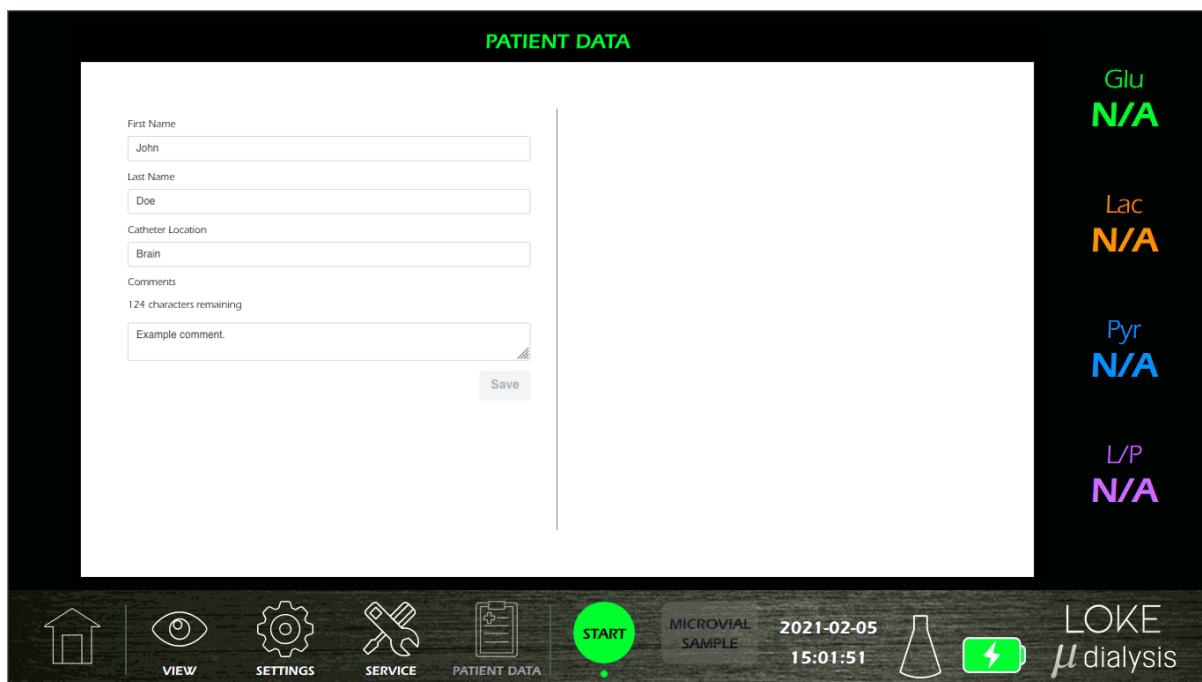 PATIENT DATA
First Name
John
Last Name
Doe
Catheter Location
Brain
Comments
124 characters remaining
Example comment.
Save
Glu
N/A
Lac
N/A
Pyr
N/A
L/P
N/A
VIEW
SETTINGS
SERVICE
PATIENT DATA
START
MICROVIAL
SAMPLE
2021-02-05
15:01:51
LOKE
μ dialysis